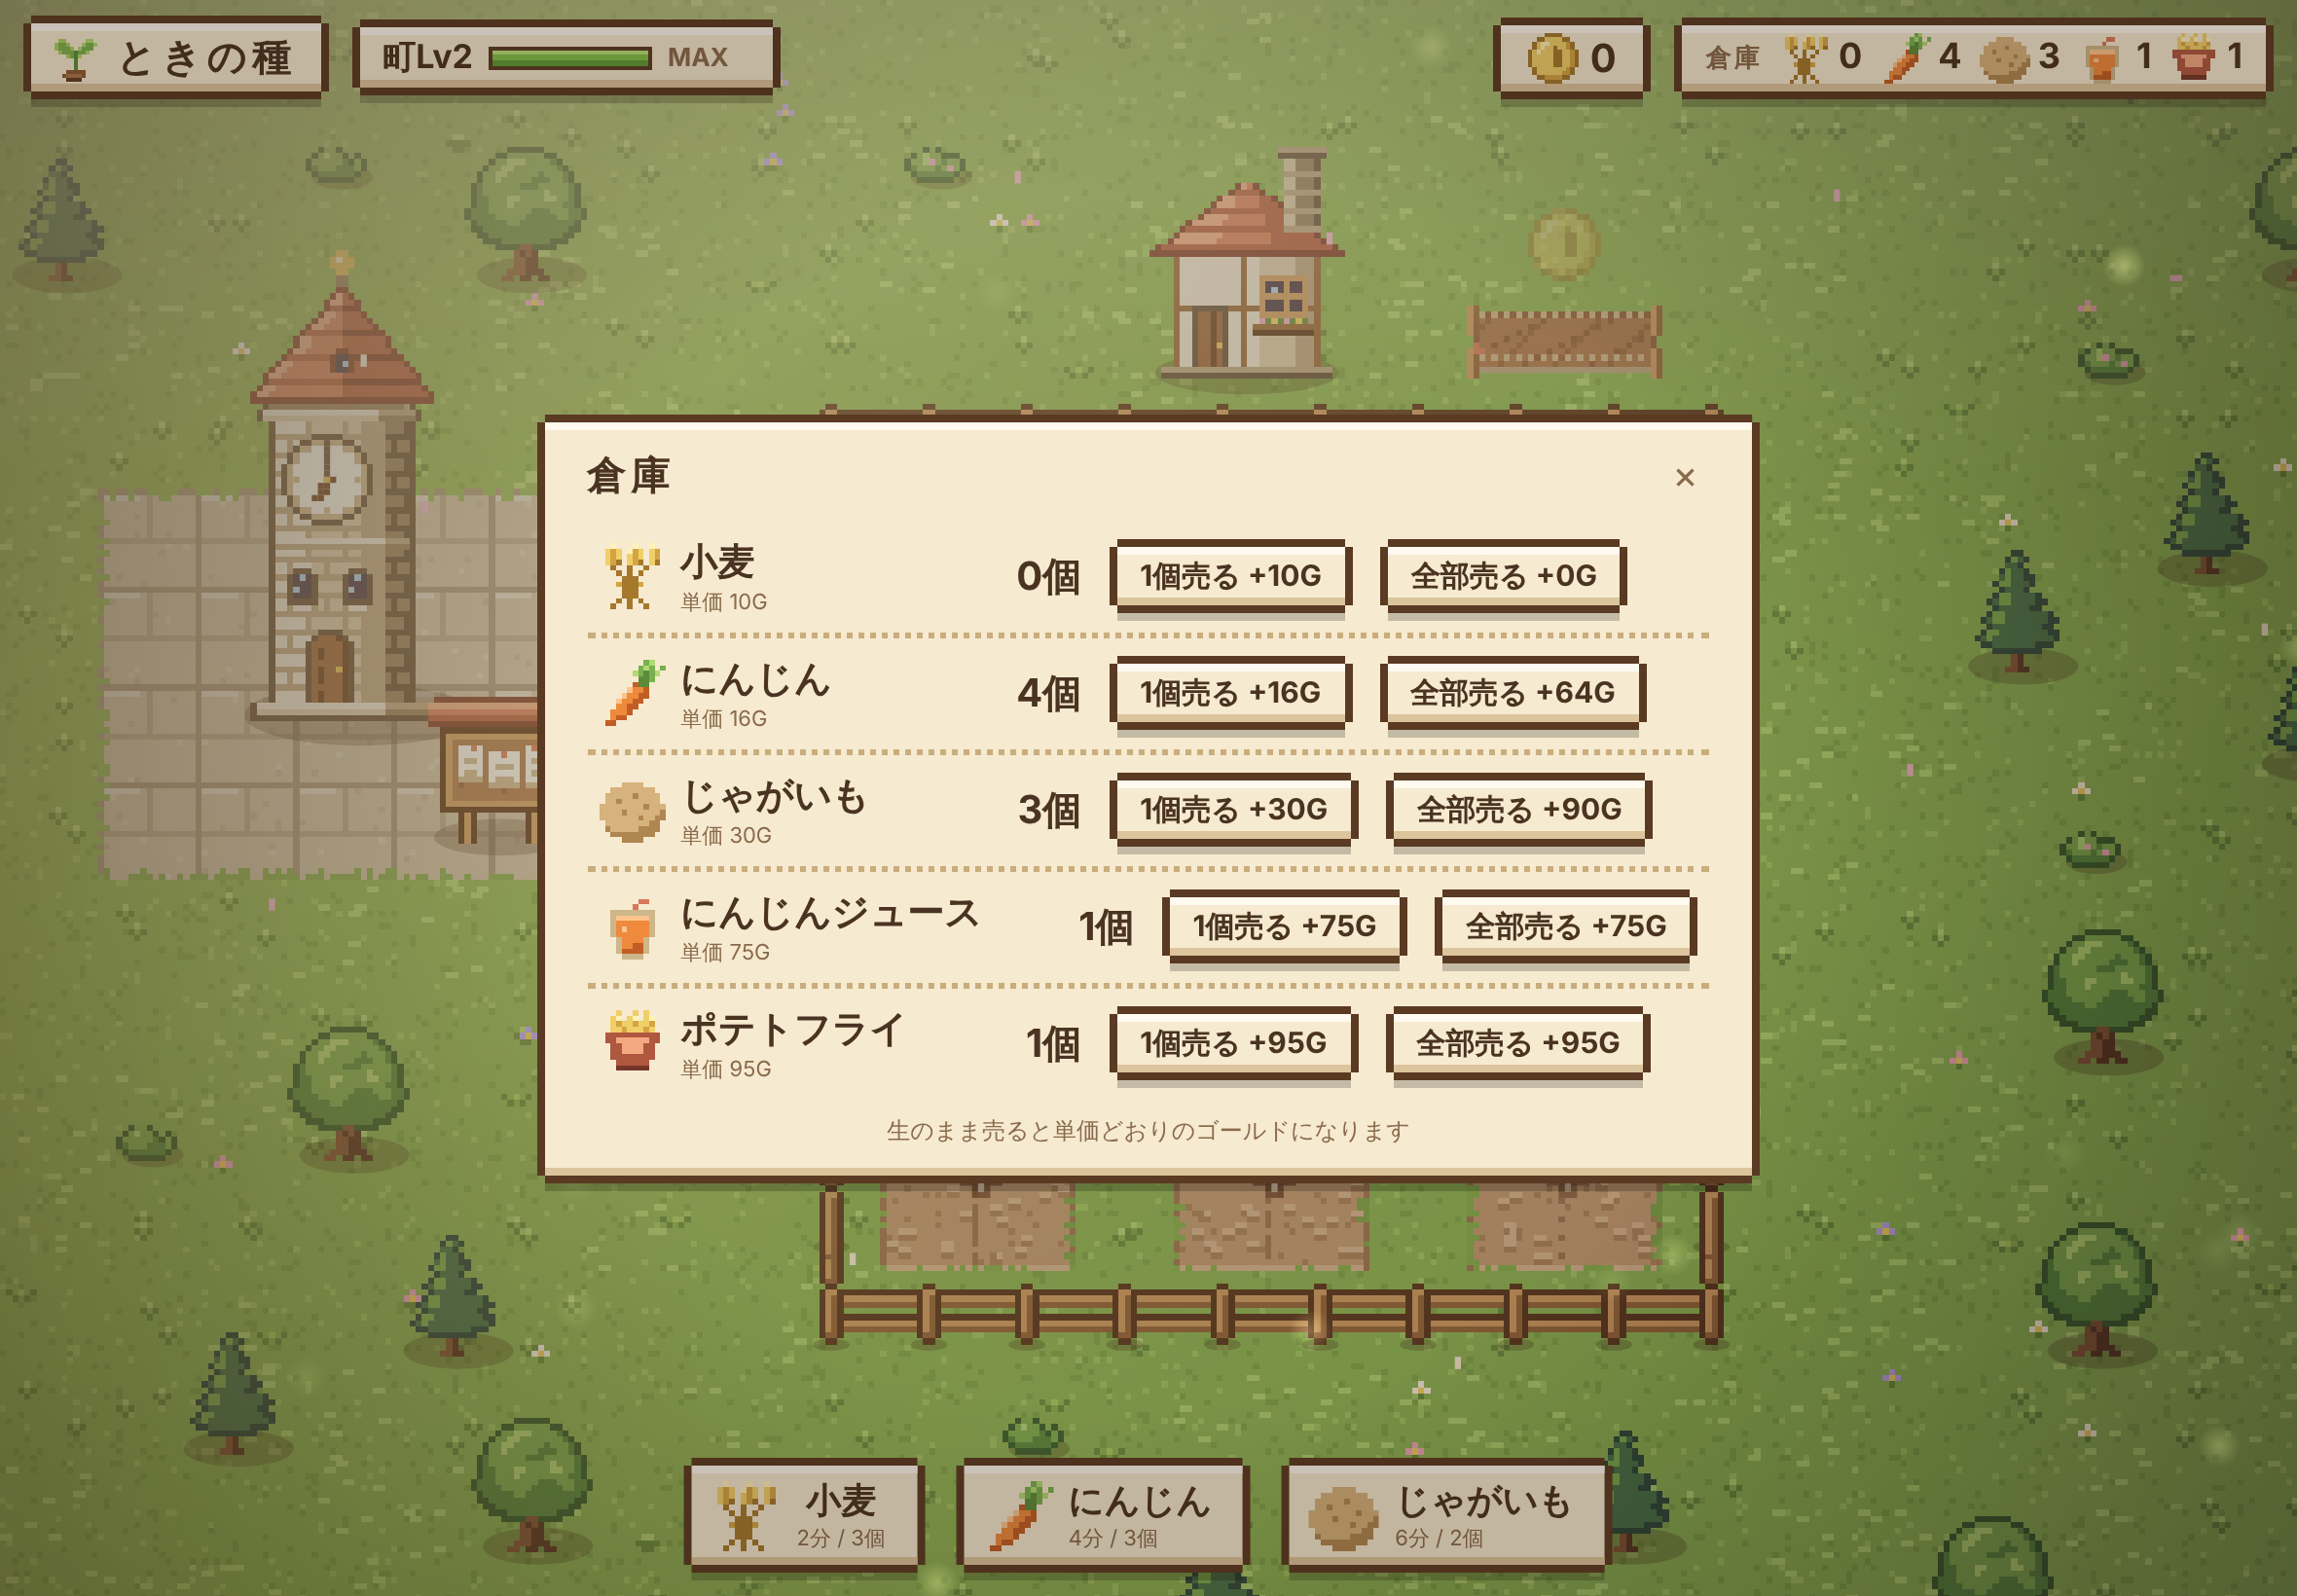 ときの種
町Lv2 MAX
0
倉庫 0 4 3 1 1
倉庫 ×
小麦
単価 10G
0個 1個売る +10G 全部売る +0G
にんじん
単価 16G
4個 1個売る +16G 全部売る +64G
じゃがいも
単価 30G
3個 1個売る +30G 全部売る +90G
にんじんジュース
単価 75G
1個 1個売る +75G 全部売る +75G
ポテトフライ
単価 95G
1個 1個売る +95G 全部売る +95G
生のまま売ると単価どおりのゴールドになります
小麦
2分 / 3個
にんじん
4分 / 3個
じゃがいも
6分 / 2個